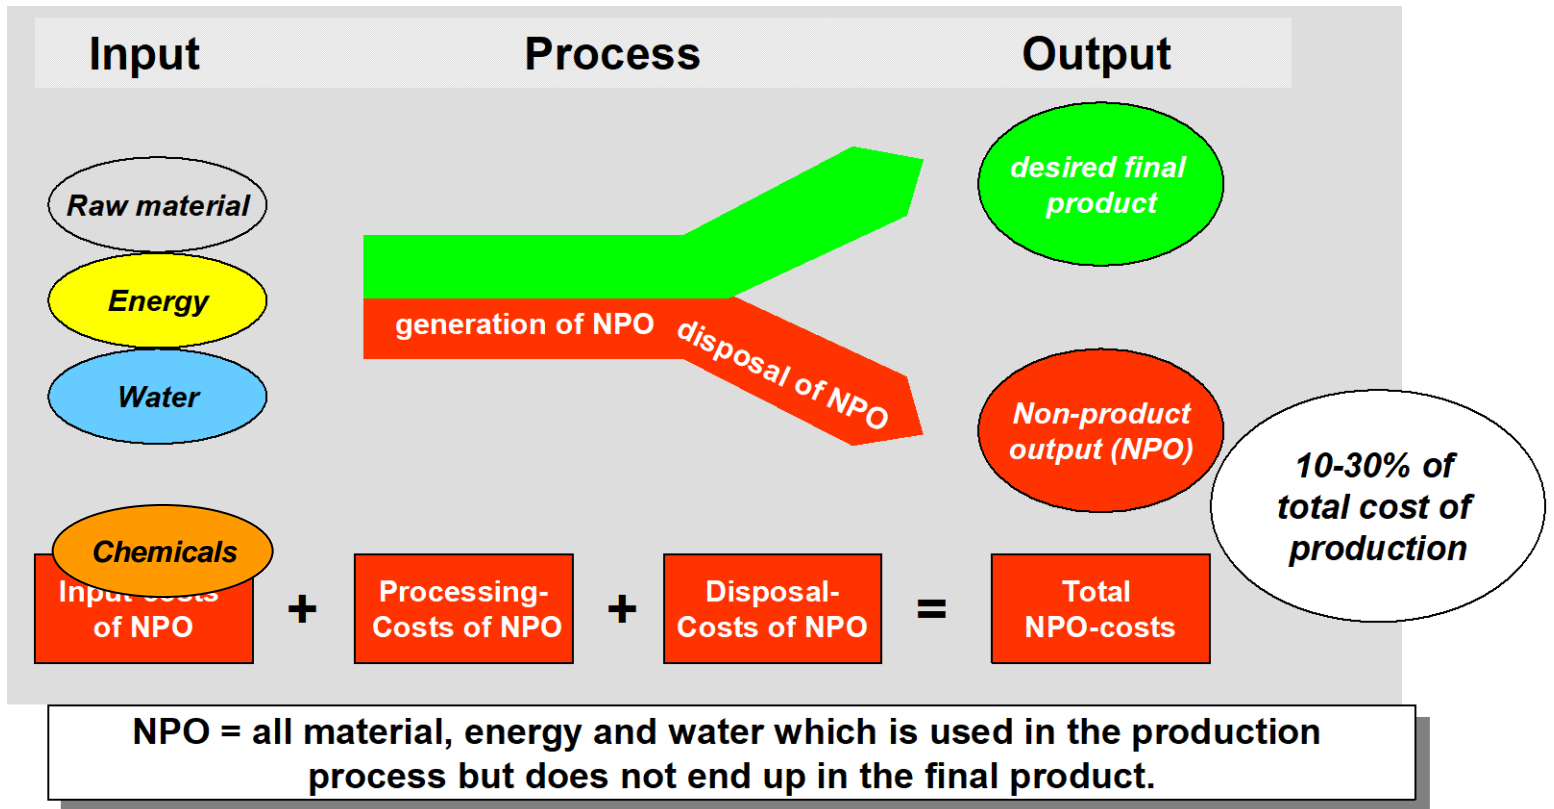 Input
Process
Output
Raw material
Energy
Water
Chemicals
generation of NPO
disposal of NPO
desired final
product
Non-product
output (NPO)
10-30% of
total cost of
production
Input-costs
of NPO
+
Processing-
Costs of NPO
+
Disposal-
Costs of NPO
=
Total
NPO-costs
NPO = all material, energy and water which is used in the production
process but does not end up in the final product.